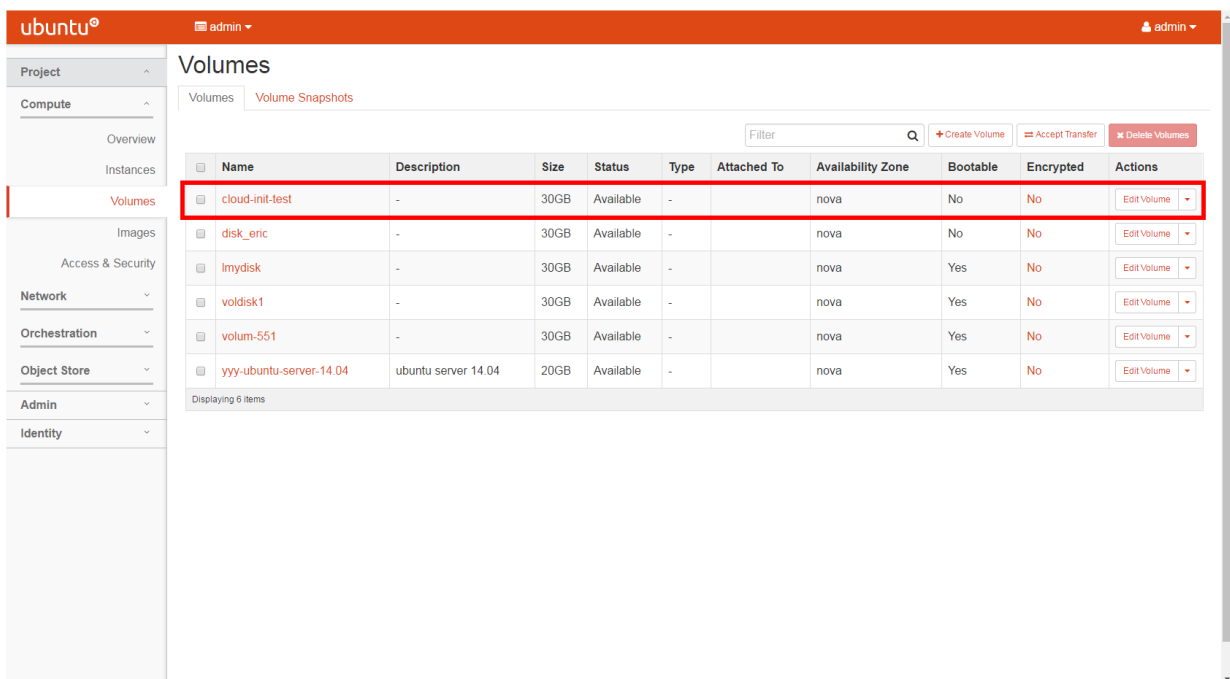 ubuntu
admin
admin
Project
Compute
Overview
Instances
Volumes
Images
Access & Security
Network
Orchestration
Object Store
Admin
Identity
Volumes
Volumes Volume Snapshots
Filter +Create Volume Accept Transfer Delete Volumes
Name Description Size Status Type Attached To Availability Zone Bootable Encrypted Actions
cloud-init-test - 30GB Available - nova No No Edit Volume
disk_eric - 30GB Available - nova No No Edit Volume
lmydisk - 30GB Available - nova Yes No Edit Volume
voldisk1 - 30GB Available - nova Yes No Edit Volume
volum-551 - 30GB Available - nova Yes No Edit Volume
yyy-ubuntu-server-14.04 ubuntu server 14.04 20GB Available - nova Yes No Edit Volume
Displaying 6 items